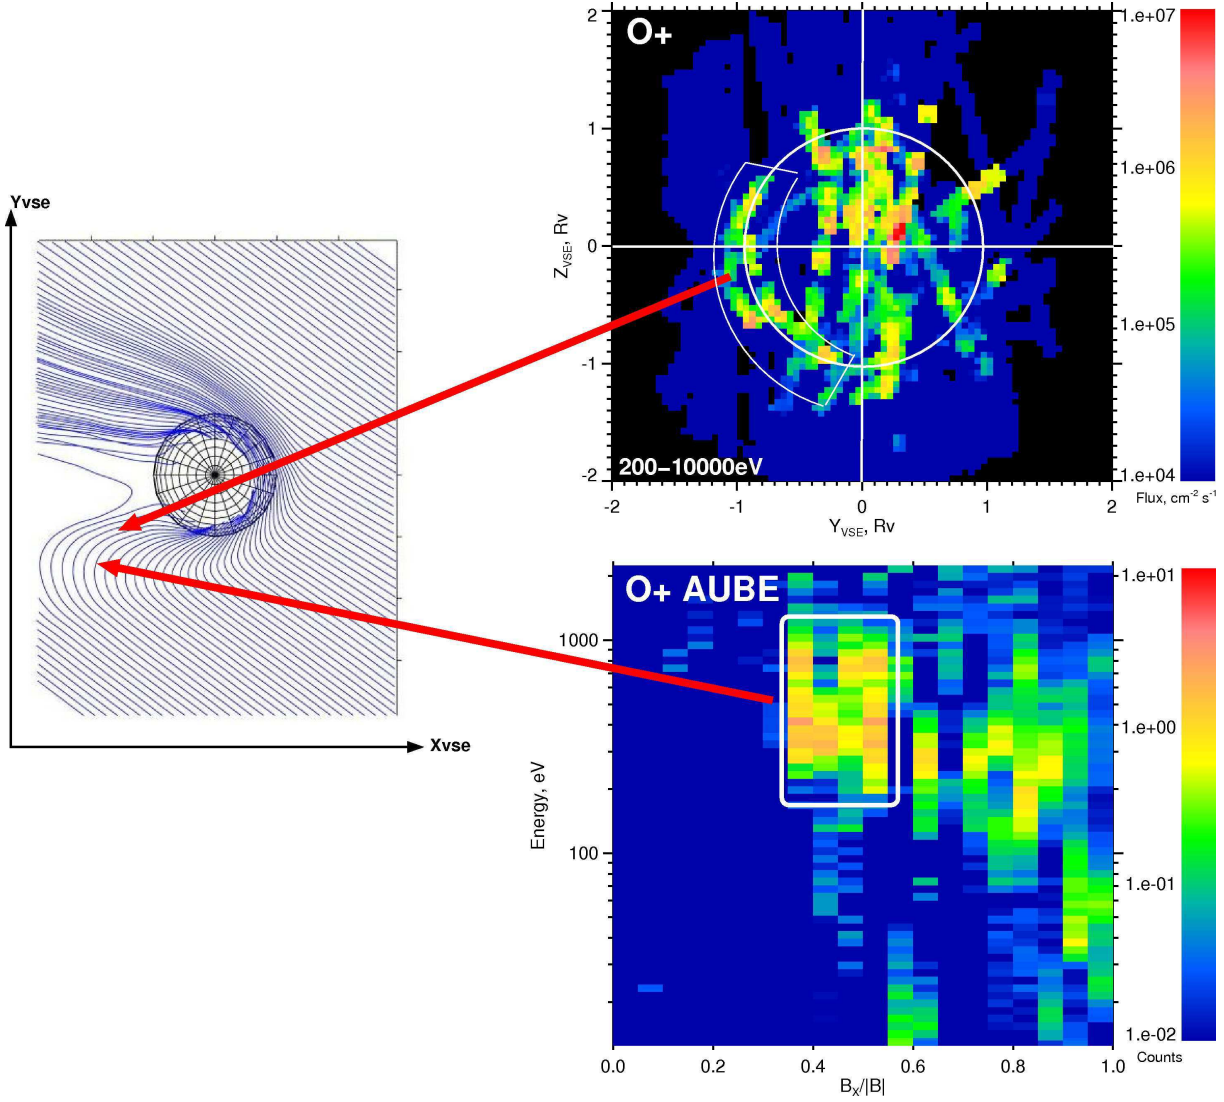 Yvse
Xvse
O+
200−10000eV
2
1
0
-1
-2
Z_VSE, Rv
-2
-1
0
1
2
Y_VSE, Rv
1.e+07
1.e+06
1.e+05
1.e+04
Flux, cm⁻² s⁻¹
O+ AUBE
1000
100
Energy, eV
0.0
0.2
0.4
0.6
0.8
1.0
B_X/|B|
1.e+01
1.e+00
1.e-01
1.e-02
Counts